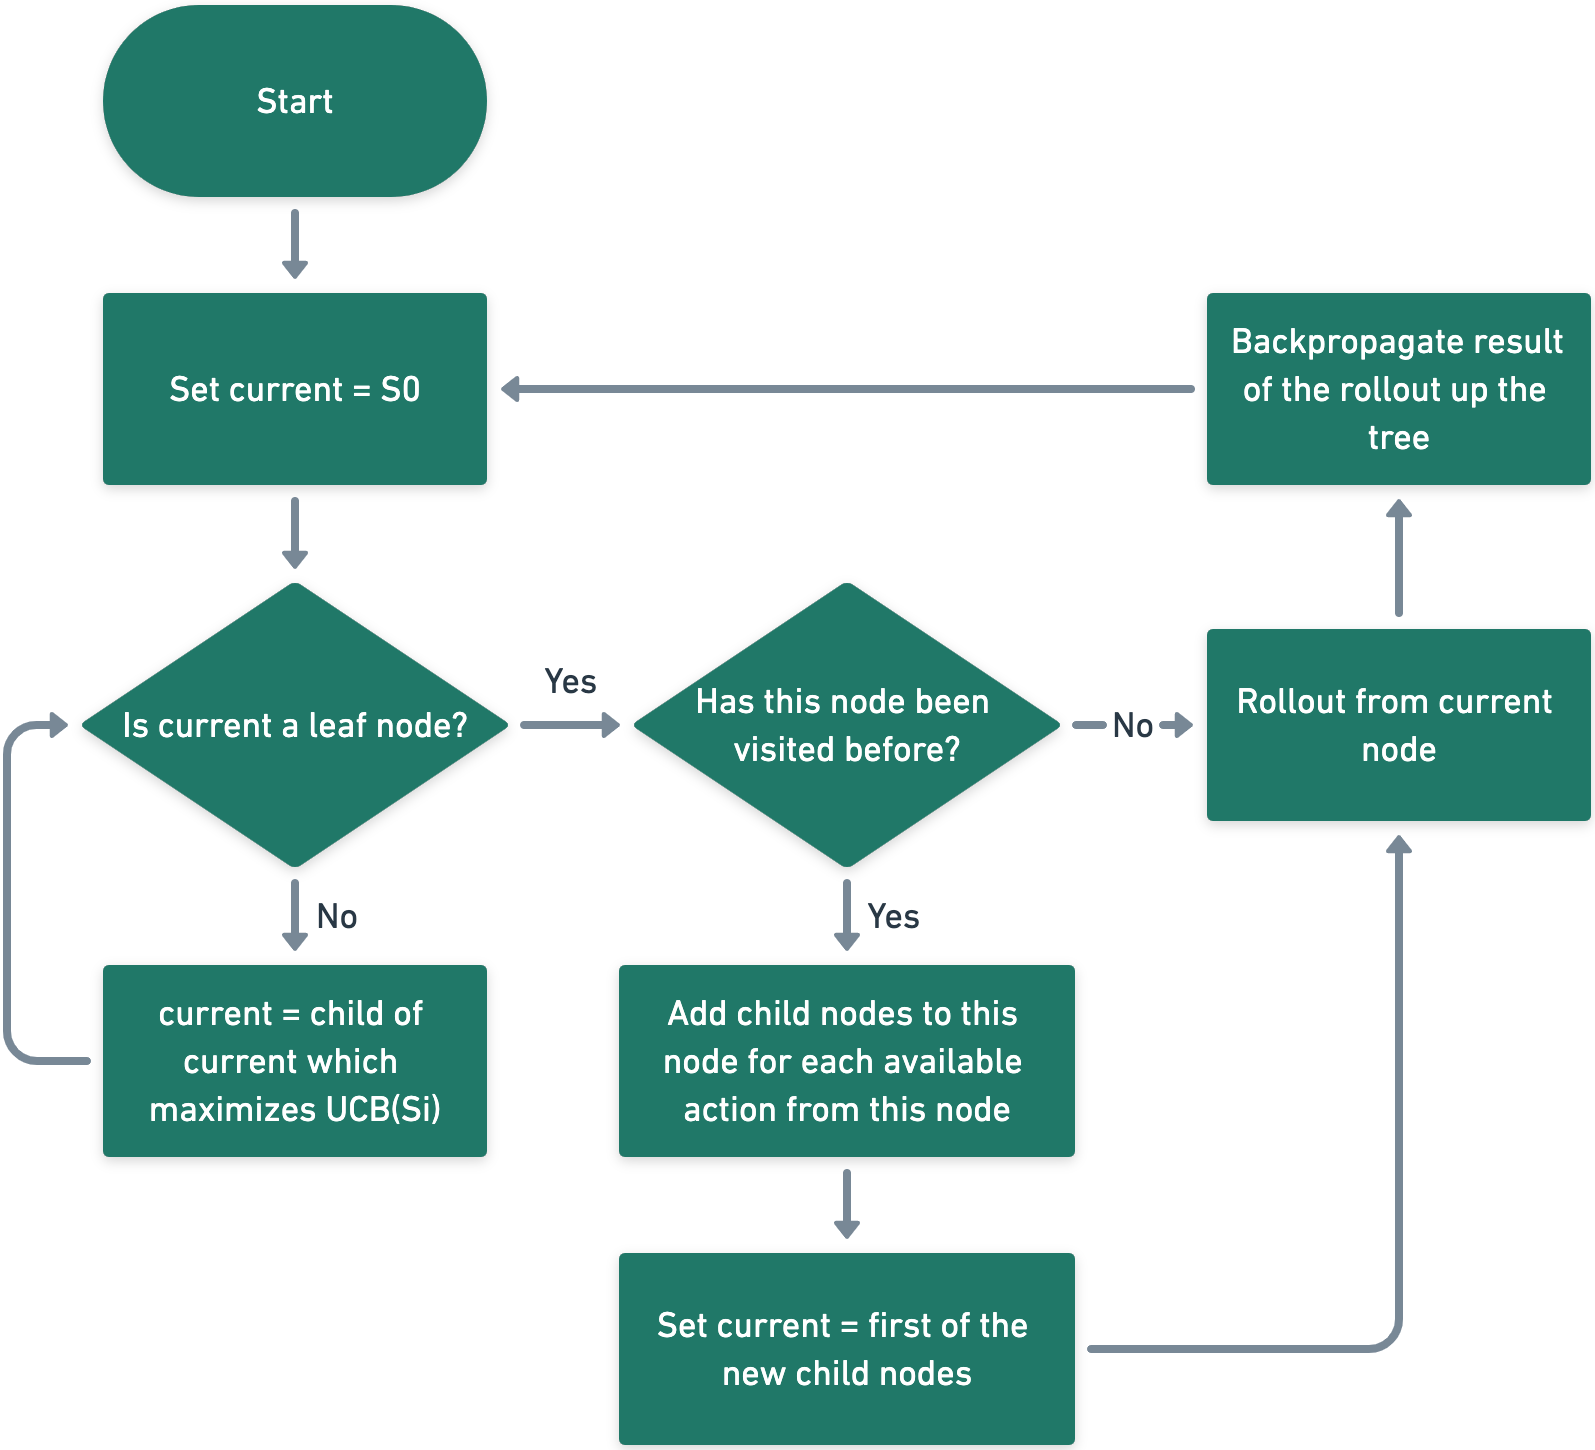 Start
Set current = S0
Backpropagate result
of the rollout up the
tree
Is current a leaf node?
Yes
Has this node been
visited before?
No
Rollout from current
node
No
Yes
current = child of
current which
maximizes UCB(Si)
Add child nodes to this
node for each available
action from this node
Set current = first of the
new child nodes